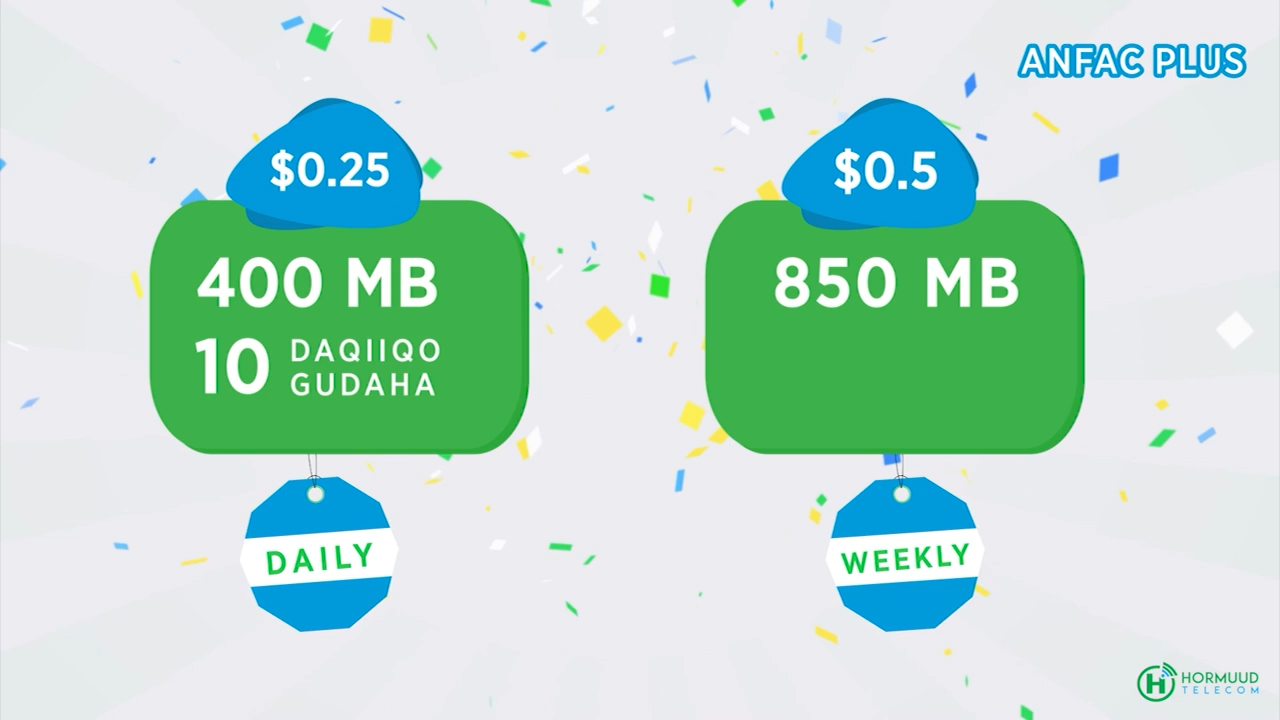 ANFAC PLUS
$0.25
400 MB
10 DAQIIQO
GUDAHA
DAILY
$0.5
850 MB
WEEKLY
HORMUUD
TELECOM